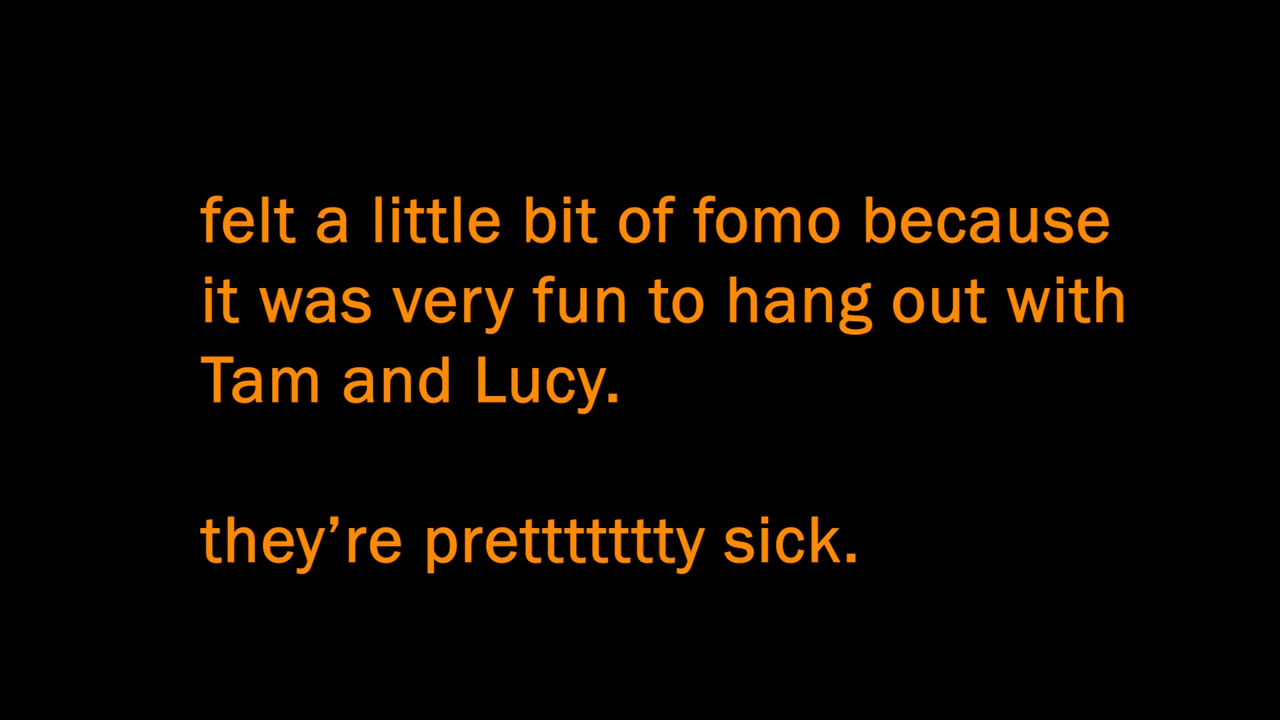 felt a little bit of fomo because
it was very fun to hang out with
Tam and Lucy.
they’re prettttttty sick.